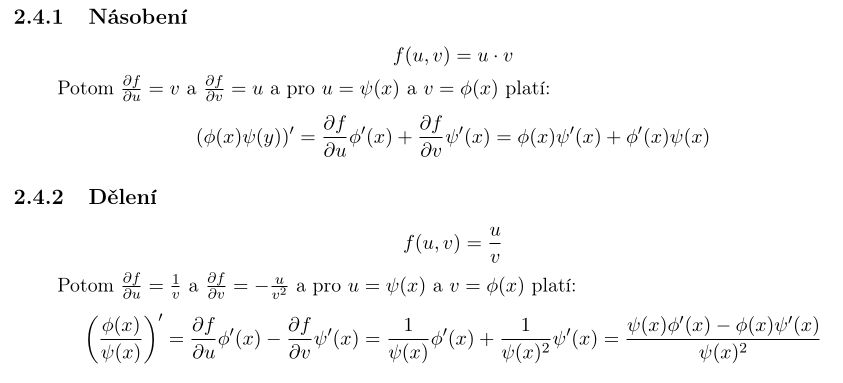 2.4.1 Násobení
f(u, v) = u · v
Potom ∂f/∂u = v a ∂f/∂v = u a pro u = ψ(x) a v = ϕ(x) platí:
(ϕ(x)ψ(y))′ = ∂f/∂u ϕ′(x) + ∂f/∂v ψ′(x) = ϕ(x)ψ′(x) + ϕ′(x)ψ(x)
2.4.2 Dělení
f(u, v) = u/v
Potom ∂f/∂u = 1/v a ∂f/∂v = −u/v² a pro u = ψ(x) a v = ϕ(x) platí:
(ϕ(x)/ψ(x))′ = ∂f/∂u ϕ′(x) − ∂f/∂v ψ′(x) = 1/ψ(x) ϕ′(x) + 1/ψ(x)² ψ′(x) = (ψ(x)ϕ′(x) − ϕ(x)ψ′(x))/ψ(x)²